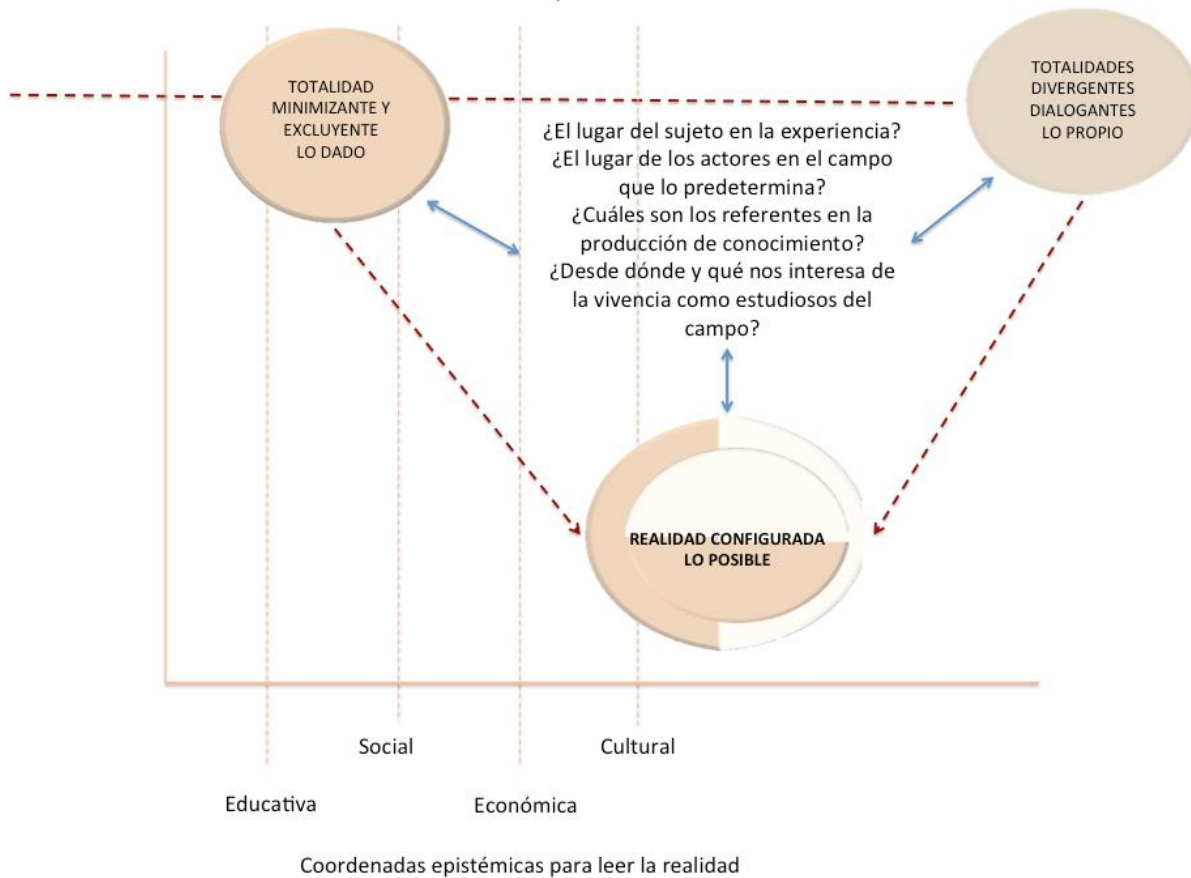 TOTALIDAD
MINIMIZANTE Y
EXCLUYENTE
LO DADO
TOTALIDADES
DIVERGENTES
DIALOGANTES
LO PROPIO
¿El lugar del sujeto en la experiencia?
¿El lugar de los actores en el campo
que lo predetermina?
¿Cuáles son los referentes en la
producción de conocimiento?
¿Desde dónde y qué nos interesa de
la vivencia como estudiosos del
campo?
REALIDAD CONFIGURADA
LO POSIBLE
Social
Cultural
Educativa
Económica
Coordenadas epistémicas para leer la realidad